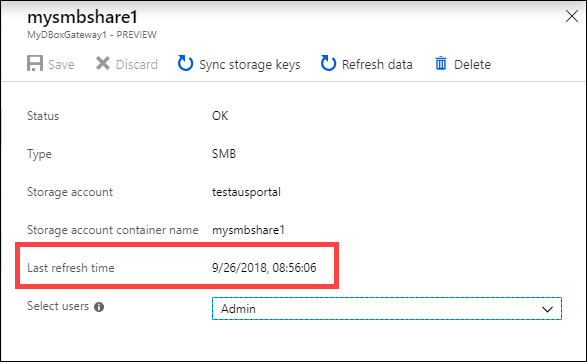 mysmbshare1
MyDBoxGateway1 - PREVIEW
Save Discard Sync storage keys Refresh data Delete
Status OK
Type SMB
Storage account testausportal
Storage account container name mysmbshare1
Last refresh time 9/26/2018, 08:56:06
Select users Admin